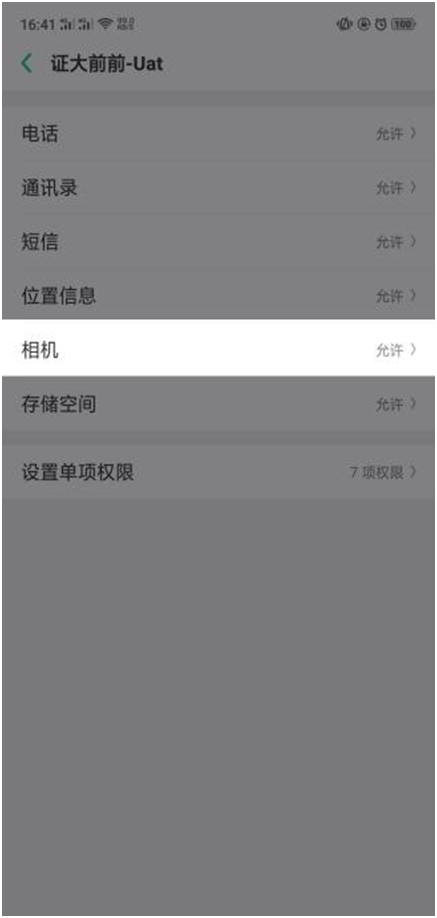 16:41
证大前前-Uat
电话 允许
通讯录 允许
短信 允许
位置信息 允许
相机 允许
存储空间 允许
设置单项权限 7 项权限